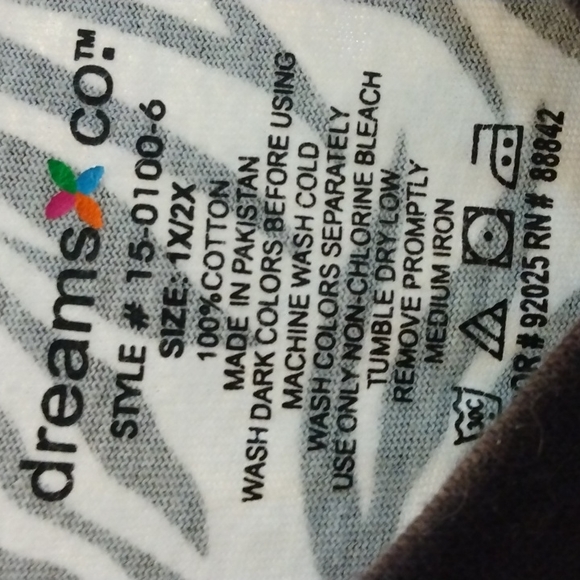 dreams CO.™
STYLE # 15-0100-6
SIZE: 1X/2X
100%COTTON
MADE IN PAKISTAN
WASH DARK COLORS BEFORE USING
MACHINE WASH COLD
WASH COLORS SEPARATELY
USE ONLY NON-CHLORINE BLEACH
TUMBLE DRY LOW
REMOVE PROMPTLY
MEDIUM IRON
30C
# 92025 RN# 88842